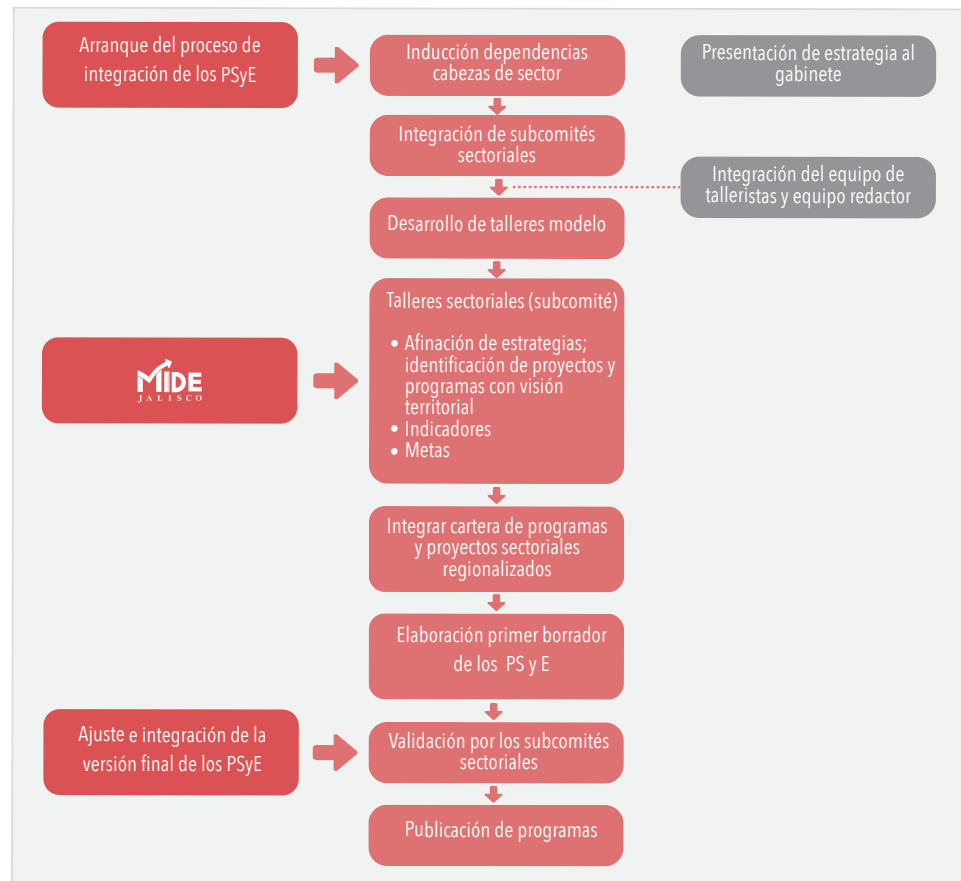 Arranque del proceso de
integración de los PSyE
Inducción dependencias
cabezas de sector
Presentación de estrategia al
gabinete
Integración de subcomités
sectoriales
Integración del equipo de
talleristas y equipo redactor
Desarrollo de talleres modelo
Talleres sectoriales (subcomité)
• Afinación de estrategias;
identificación de proyectos y
programas con visión
territorial
• Indicadores
• Metas
MIDE
JALISCO
Integrar cartera de programas
y proyectos sectoriales
regionalizados
Elaboración primer borrador
de los PS y E
Ajuste e integración de la
versión final de los PSyE
Validación por los subcomités
sectoriales
Publicación de programas